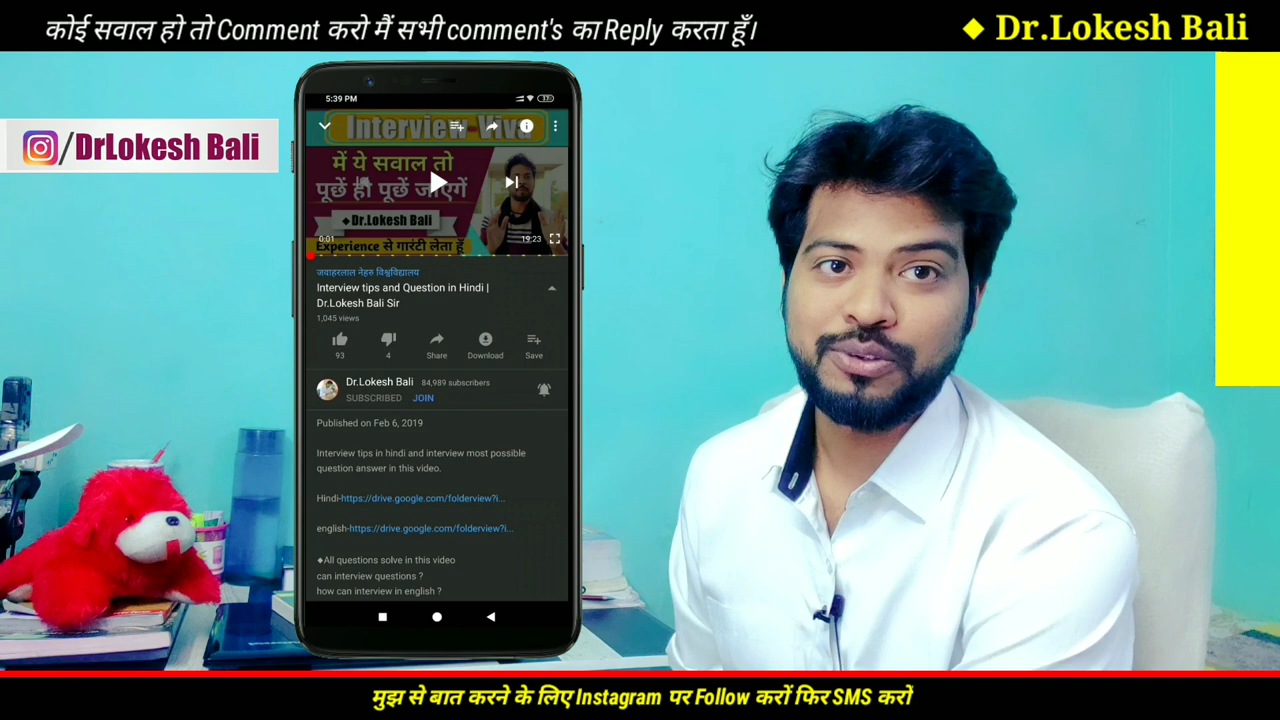 कोई सवाल हो तो Comment करो मैं सभी comment's का Reply करता हूँ।
◆ Dr.Lokesh Bali
/DrLokesh Bali
5:39 PM
Interview-Viva
में ये सवाल तो
पूछें ही पूछें जाएगें
◆Dr.Lokesh Bali
0:01
19:23
Experience से गारंटी लेता हूँ
जवाहरलाल नेहरु विश्वविद्यालय
Interview tips and Question in Hindi |
Dr.Lokesh Bali Sir
1,045 views
93
4
Share
Download
Save
Dr.Lokesh Bali 84,989 subscribers
SUBSCRIBED JOIN
Published on Feb 6, 2019
Interview tips in hindi and interview most possible
question answer in this video.
Hindi-https://drive.google.com/folderview?i...
english-https://drive.google.com/folderview?i...
◆All questions solve in this video
can interview questions ?
how can interview in english ?
मुझ से बात करने के लिए Instagram पर Follow करों फिर SMS करों